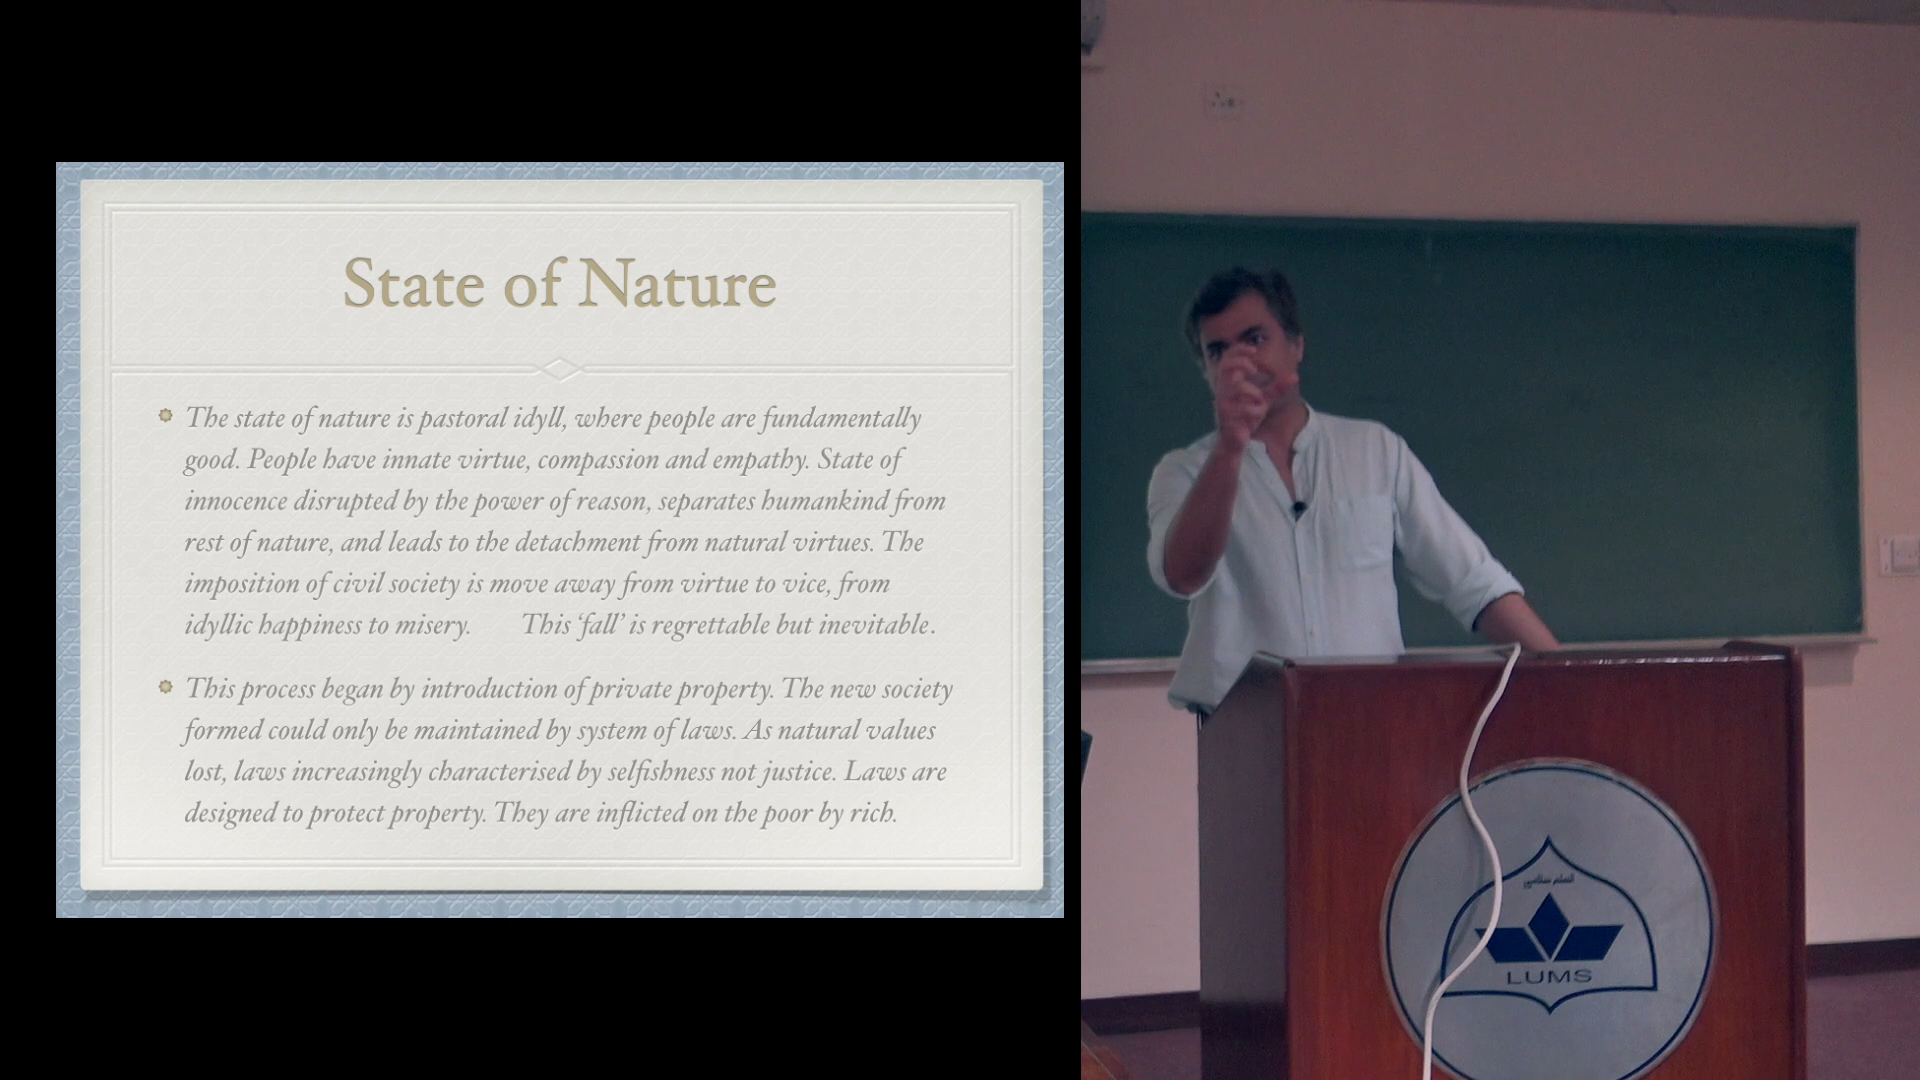 State of Nature
The state of nature is pastoral idyll, where people are fundamentally
good. People have innate virtue, compassion and empathy. State of
innocence disrupted by the power of reason, separates humankind from
rest of nature, and leads to the detachment from natural virtues. The
imposition of civil society is move away from virtue to vice, from
idyllic happiness to misery. This ‘fall’ is regrettable but inevitable.
This process began by introduction of private property. The new society
formed could only be maintained by system of laws. As natural values
lost, laws increasingly characterised by selfishness not justice. Laws are
designed to protect property. They are inflicted on the poor by rich.
LUMS